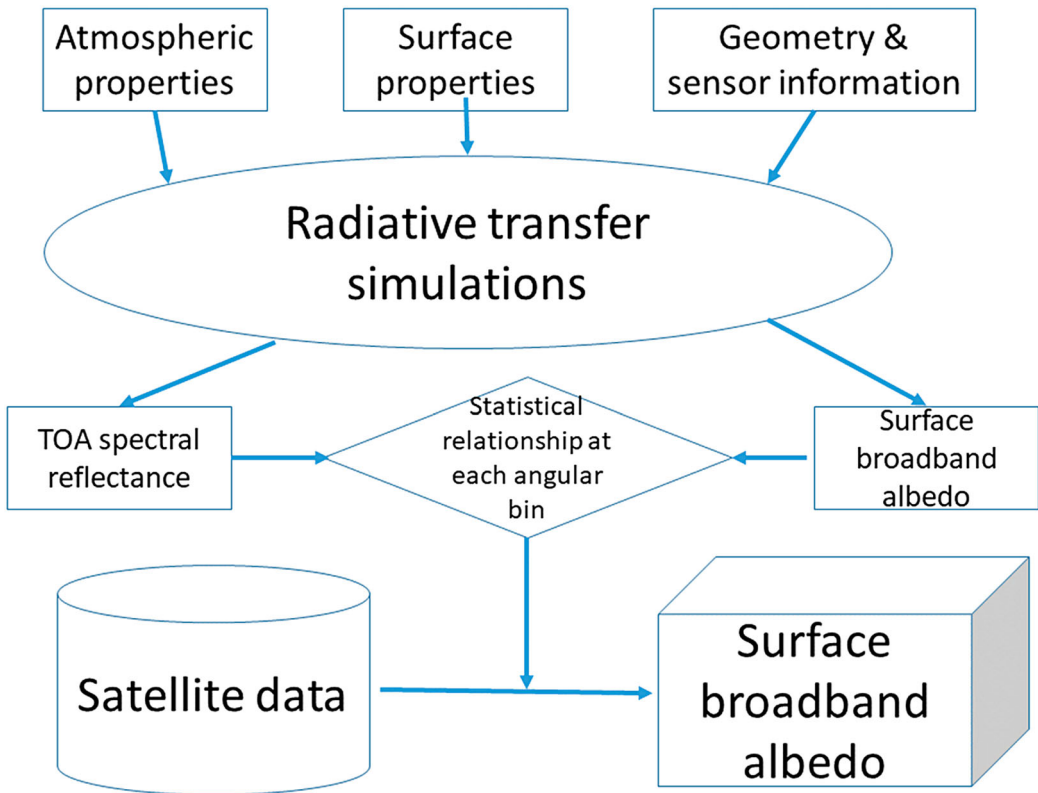 Atmospheric
properties
Surface
properties
Geometry &
sensor information
Radiative transfer
simulations
TOA spectral
reflectance
Statistical
relationship at
each angular
bin
Surface
broadband
albedo
Satellite data
Surface
broadband
albedo